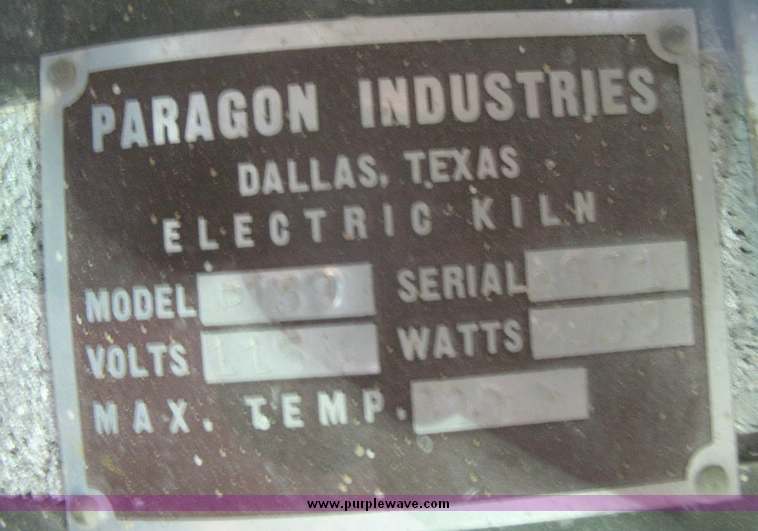 PARAGON INDUSTRIES
DALLAS, TEXAS
ELECTRIC KILN
MODEL SERIAL
VOLTS WATTS
MAX. TEMP.
www.purplewave.com